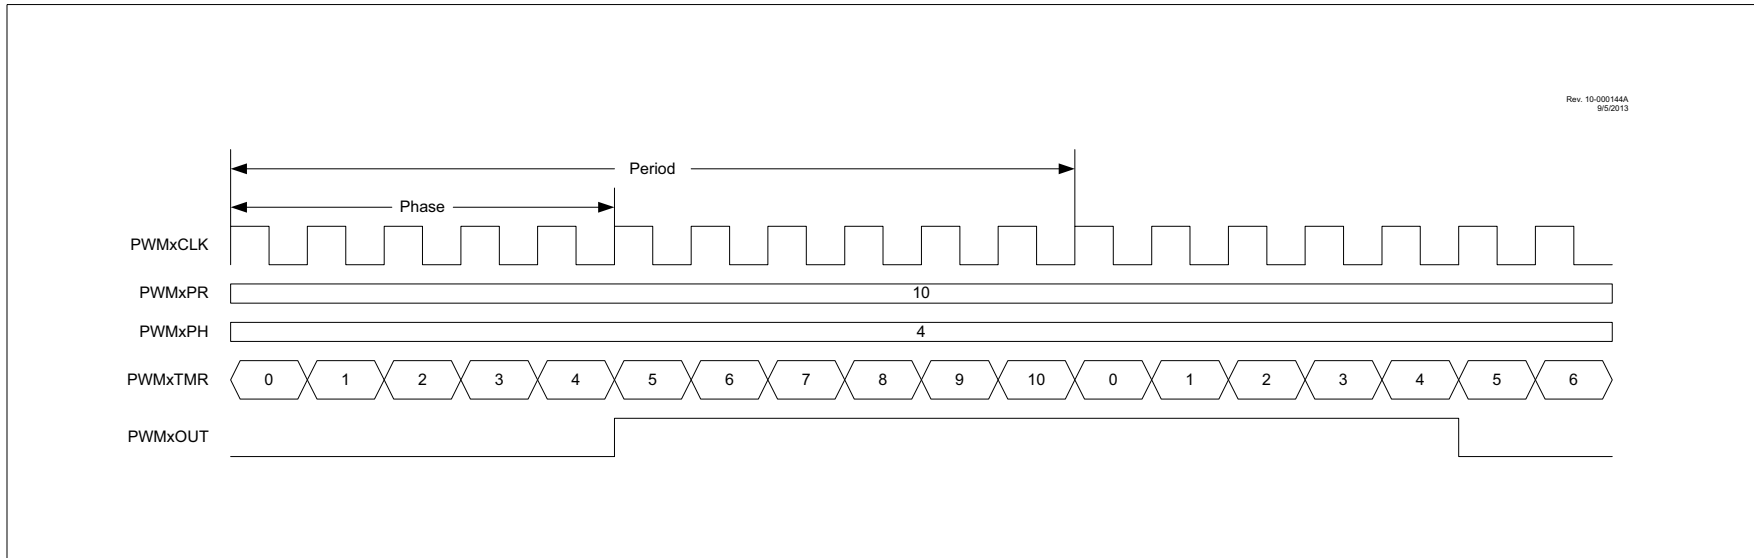 Rev. 10-000144A
9/5/2013
Period
Phase
PWMxCLK
PWMxPR 10
PWMxPH 4
PWMxTMR 0 1 2 3 4 5 6 7 8 9 10 0 1 2 3 4 5 6
PWMxOUT